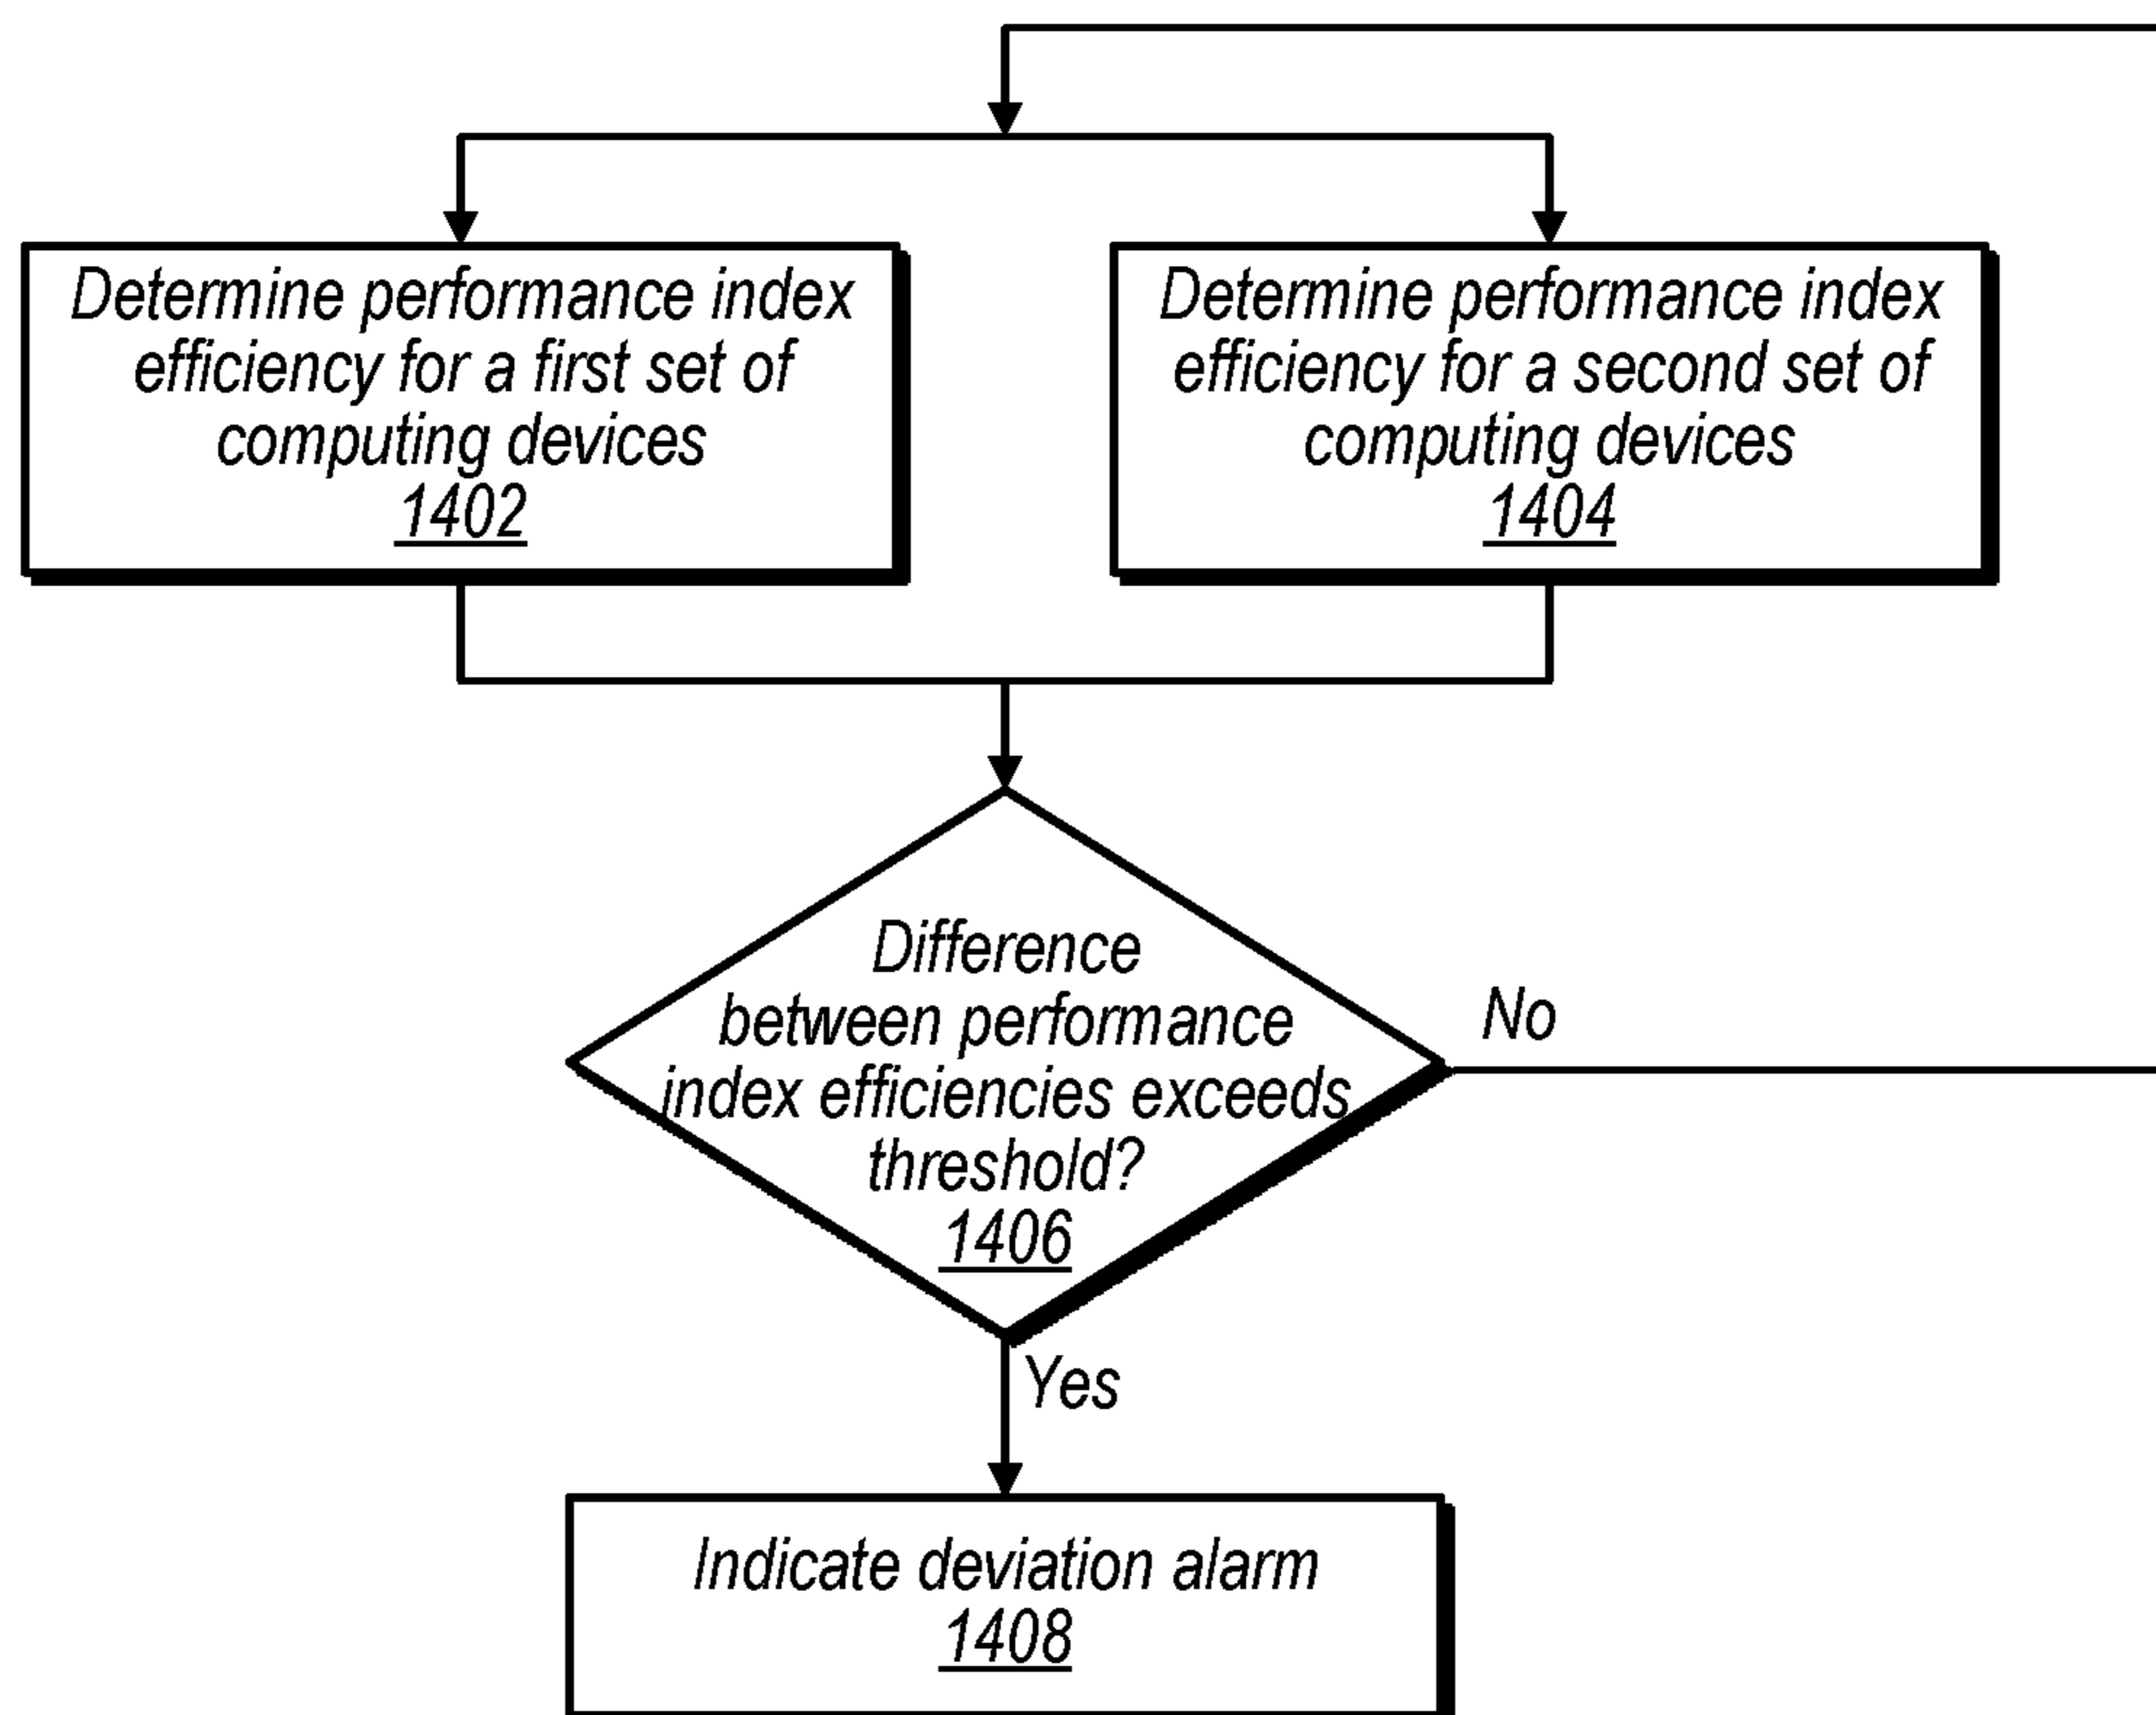 Determine performance index
efficiency for a first set of
computing devices
1402
Determine performance index
efficiency for a second set of
computing devices
1404
Difference
between performance
index efficiencies exceeds
threshold?
1406
No
Yes
Indicate deviation alarm
1408